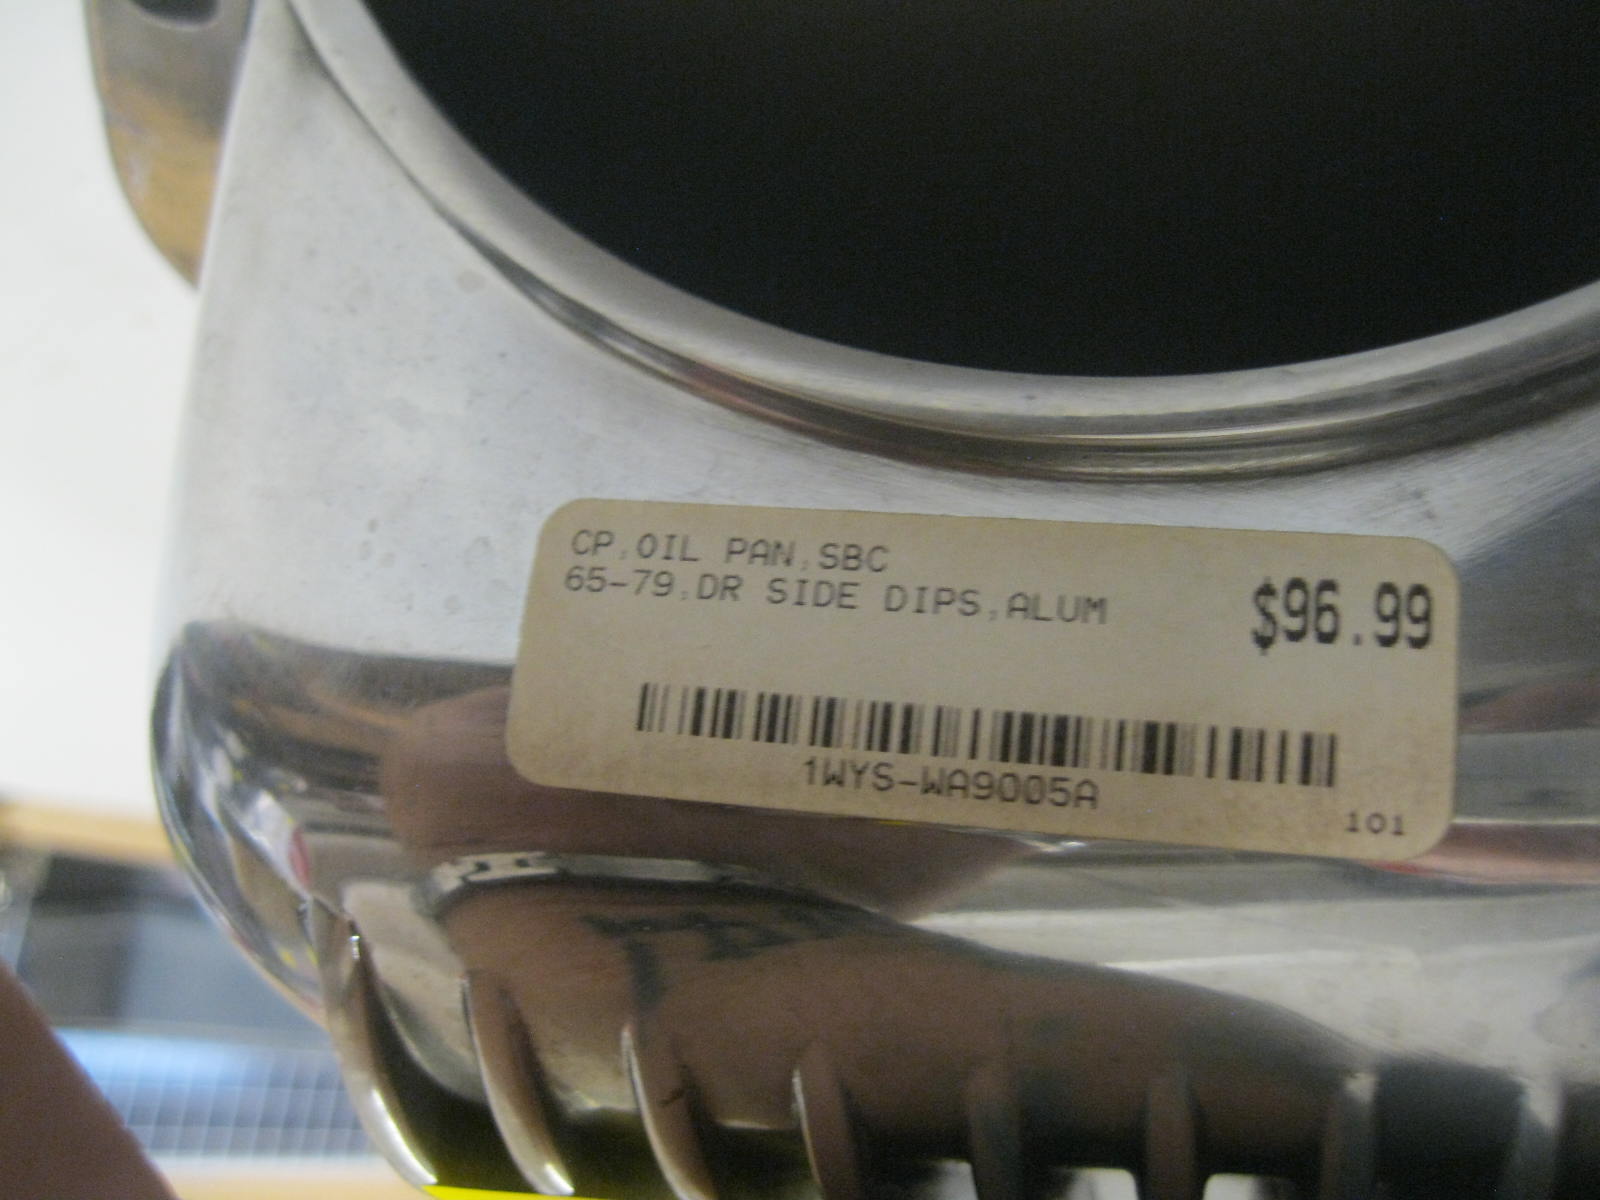 CP,OIL PAN,SBC
65-79,DR SIDE DIPS,ALUM
$96.99
1WYS-WA9005A
101